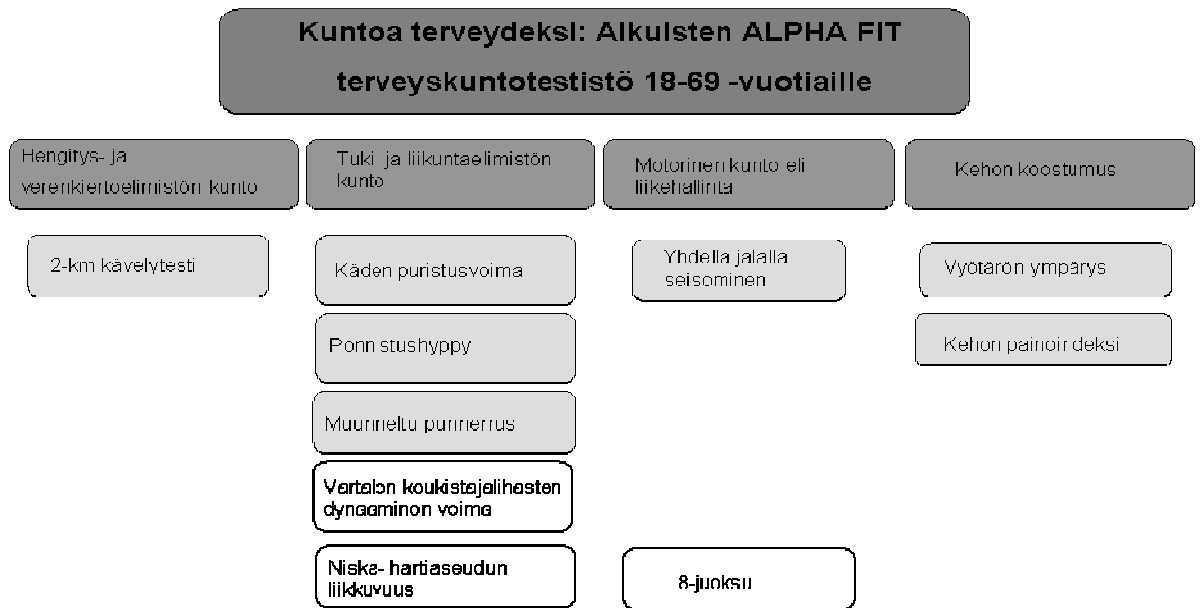 Kuntoa terveydeksi: Aikuisten ALPHA FIT
terveyskuntotestistö 18-69 -vuotiaille
Hengitys- ja
verenkiertoelimistön kunto
Tuki ja liikuntaelimistön
kunto
Motorinen kunto eli
liikehallinta
Kehon koostumus
2-km kävelytesti
Käden puristusvoima
Ponnistushyppy
Muunneltu punnerrus
Vartalon koukistajalihasten
dynaaminen voima
Niska- hartiaseudun
liikkuvuus
Yhdellä jalalla
seisominen
8-juoksu
Vyötärön ympärys
Kehon painoindeksi